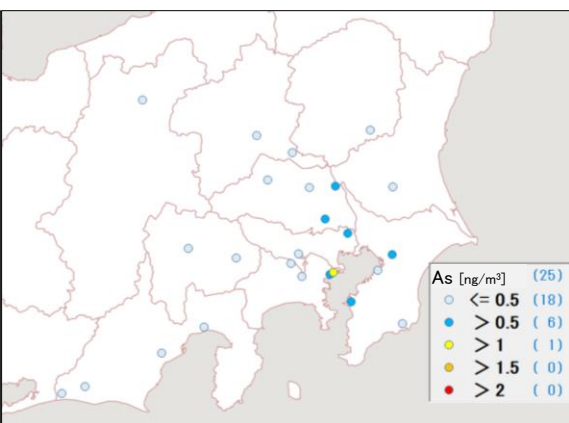 As [ng/m³] (25)
<= 0.5 (18)
> 0.5 ( 6)
> 1 ( 1)
> 1.5 ( 0)
> 2 ( 0)